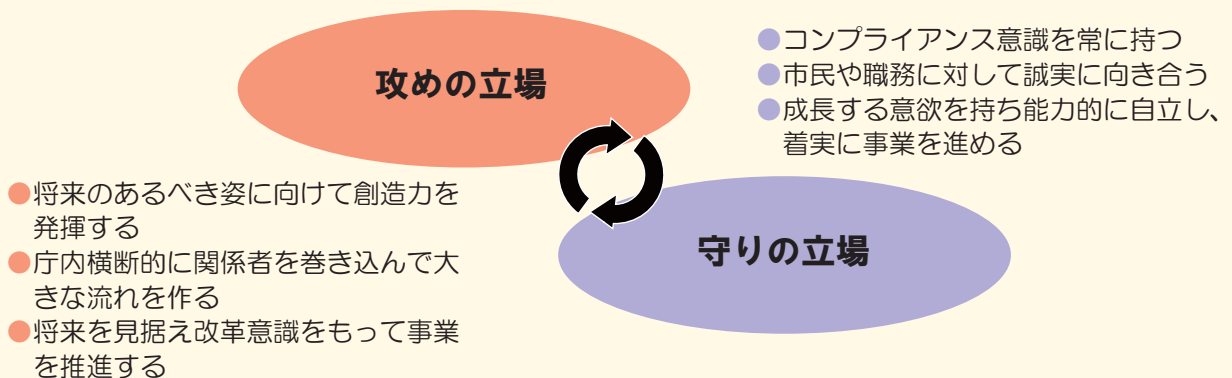 攻めの立場
●将来のあるべき姿に向けて創造力を
発揮する
●庁内横断的に関係者を巻き込んで大
きな流れを作る
●将来を見据え改革意識をもって事業
を推進する
●コンプライアンス意識を常に持つ
●市民や職務に対して誠実に向き合う
●成長する意欲を持ち能力的に自立し、
着実に事業を進める
守りの立場